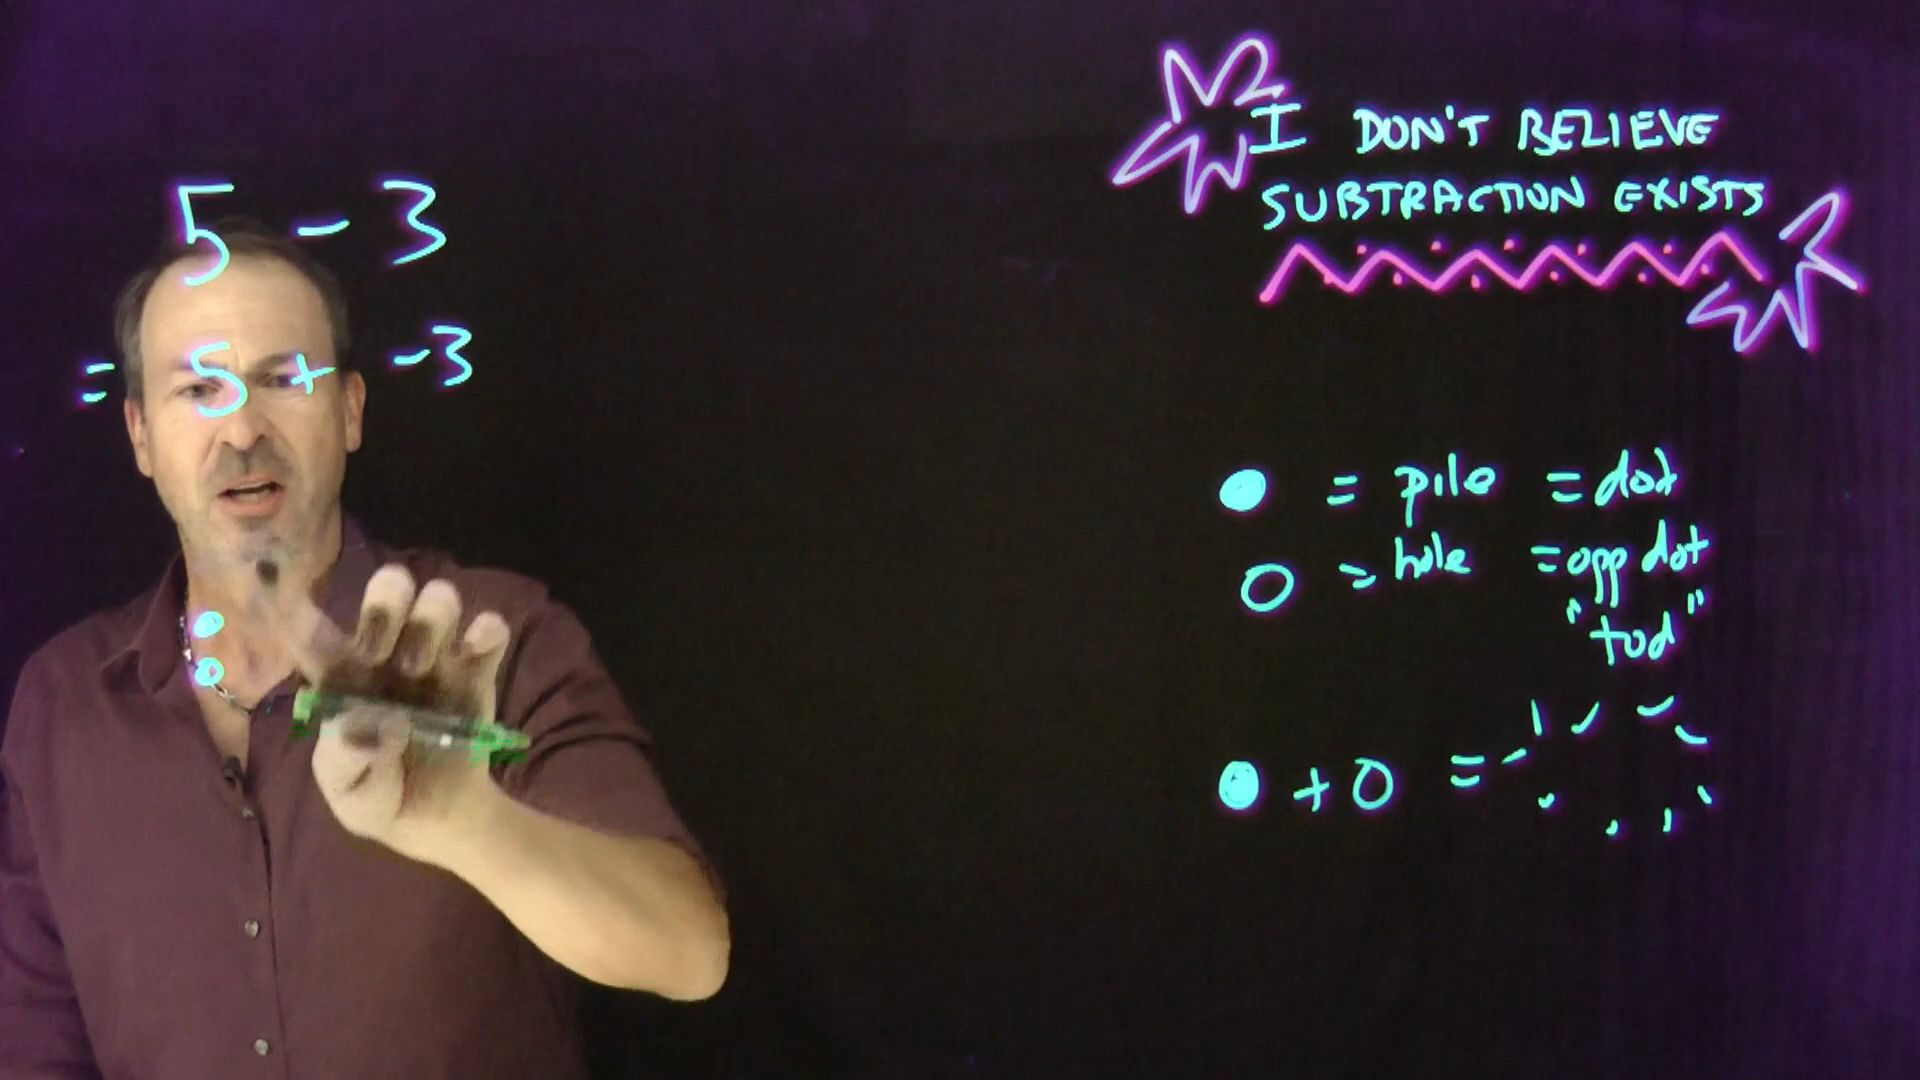 5 - 3
= 5 + -3
I DON'T BELIEVE
SUBTRACTION EXISTS
● = pile = dot
O = hole = opp dot
"tod"
● + O =